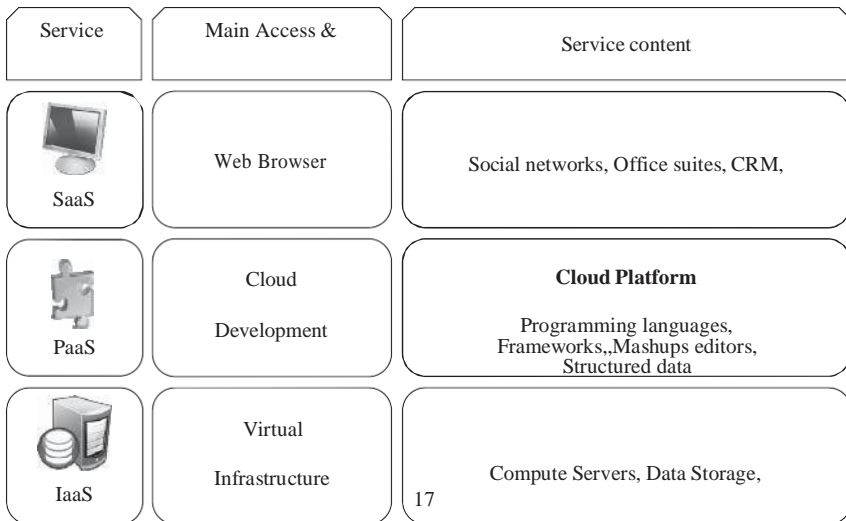 Service
Main Access &
Service content
SaaS
Web Browser
Social networks, Office suites, CRM,
PaaS
Cloud
Development
Cloud Platform
Programming languages,
Frameworks,,Mashups editors,
Structured data
IaaS
Virtual
Infrastructure
Compute Servers, Data Storage,
17